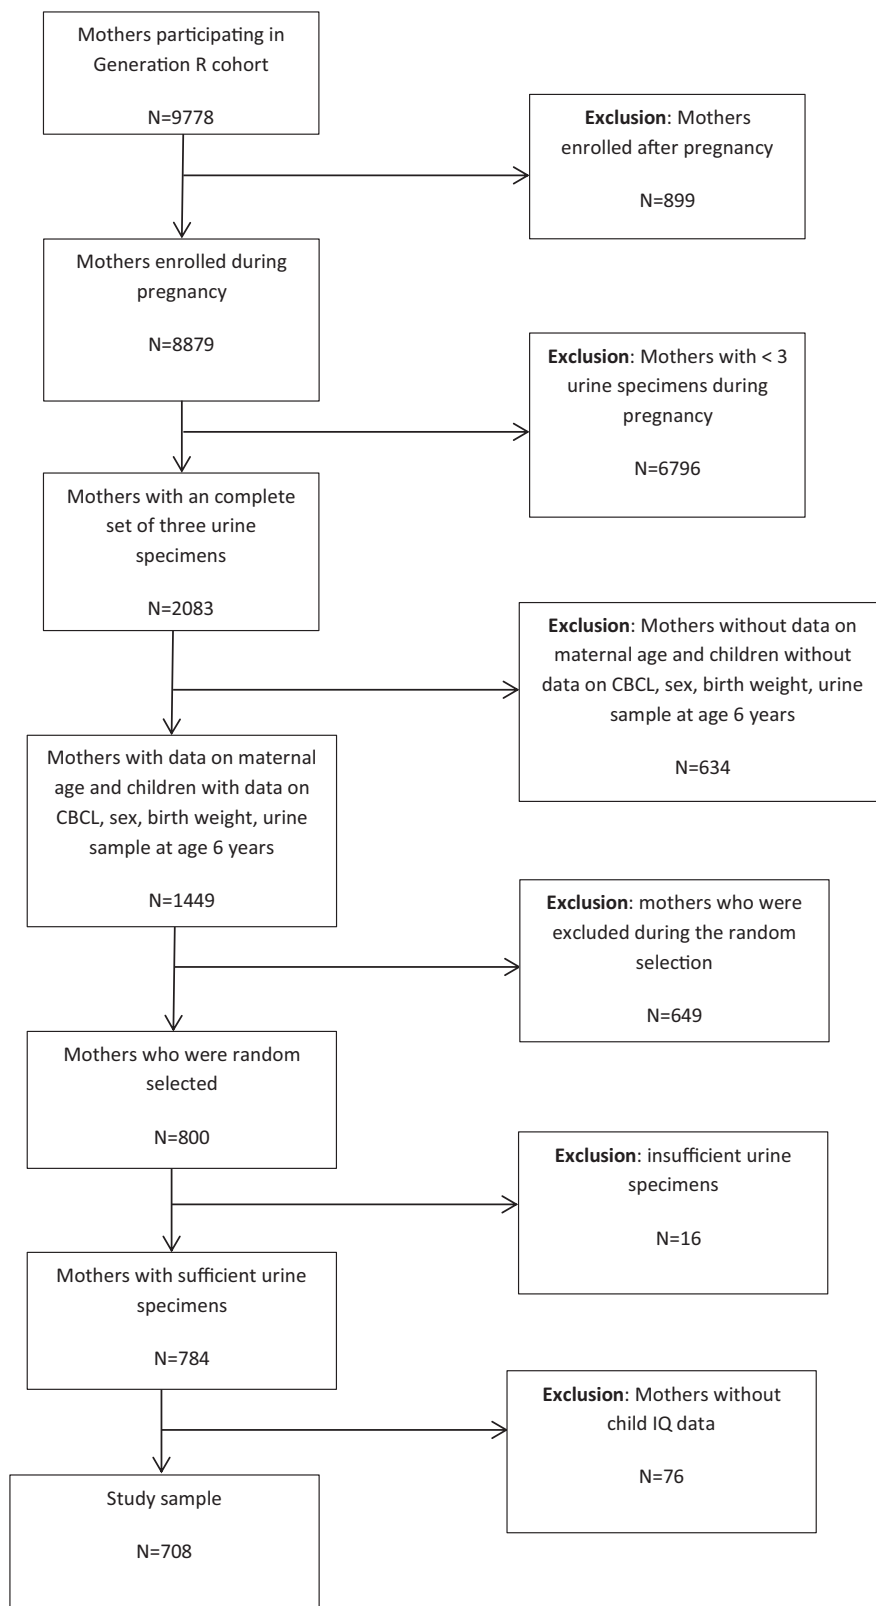 Mothers participating in
Generation R cohort
N=9778
Exclusion: Mothers
enrolled after pregnancy
N=899
Mothers enrolled during
pregnancy
N=8879
Exclusion: Mothers with < 3
urine specimens during
pregnancy
N=6796
Mothers with an complete
set of three urine
specimens
N=2083
Exclusion: Mothers without data on
maternal age and children without
data on CBCL, sex, birth weight, urine
sample at age 6 years
N=634
Mothers with data on maternal
age and children with data on
CBCL, sex, birth weight, urine
sample at age 6 years
N=1449
Exclusion: mothers who were
excluded during the random
selection
N=649
Mothers who were random
selected
N=800
Exclusion: insufficient urine
specimens
N=16
Mothers with sufficient urine
specimens
N=784
Exclusion: Mothers without
child IQ data
N=76
Study sample
N=708